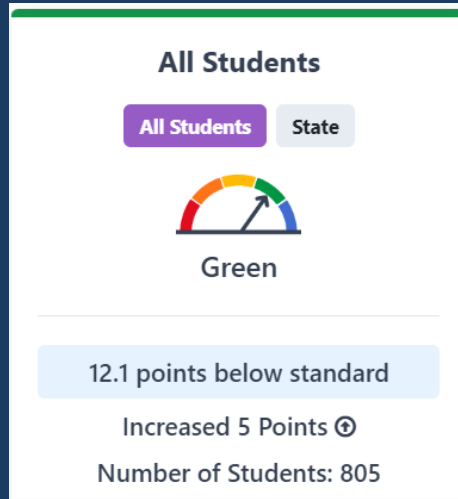 All Students
All Students State
Green
12.1 points below standard
Increased 5 Points
Number of Students: 805